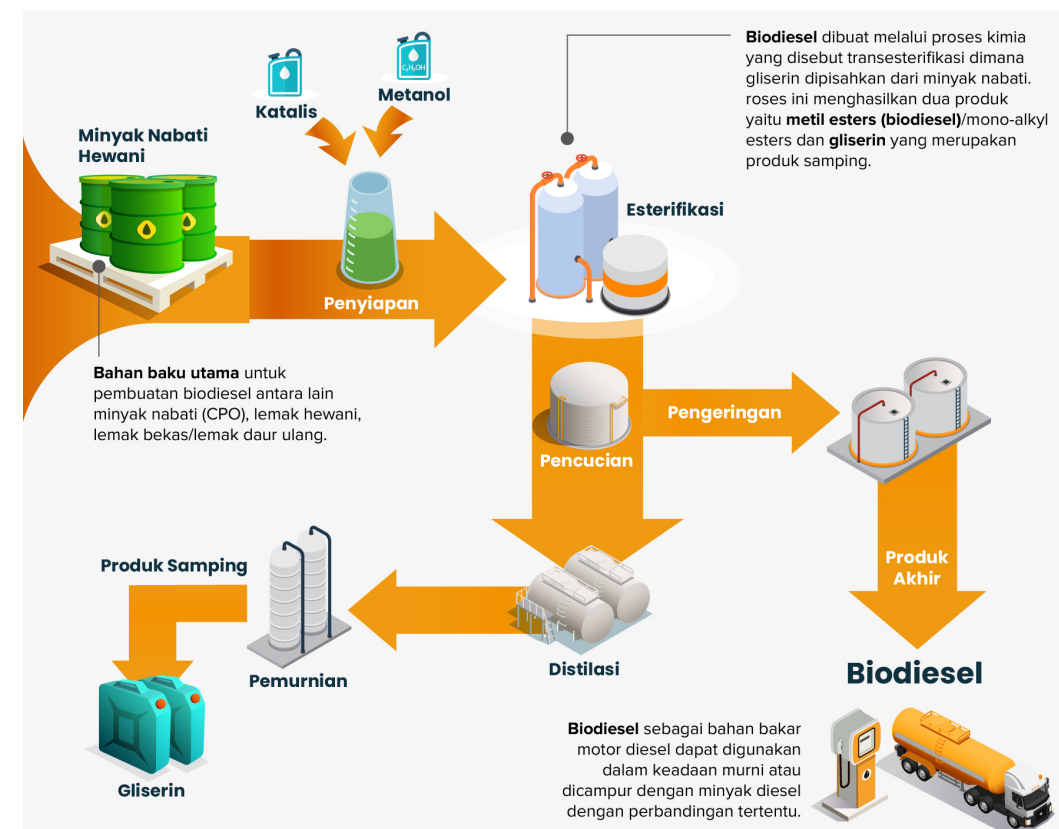 Katalis
C₂H₅OH
Metanol
Minyak Nabati
Hewani
Biodiesel dibuat melalui proses kimia
yang disebut transesterifikasi dimana
gliserin dipisahkan dari minyak nabati.
roses ini menghasilkan dua produk
yaitu metil esters (biodiesel)/mono-alkyl
esters dan gliserin yang merupakan
produk samping.
Esterifikasi
Penyiapan
Bahan baku utama untuk
pembuatan biodiesel antara lain
minyak nabati (CPO), lemak hewani,
lemak bekas/lemak daur ulang.
Pencucian
Pengeringan
Produk
Akhir
Produk Samping
Pemurnian
Distilasi
Gliserin
Biodiesel
Biodiesel sebagai bahan bakar
motor diesel dapat digunakan
dalam keadaan murni atau
dicampur dengan minyak diesel
dengan perbandingan tertentu.